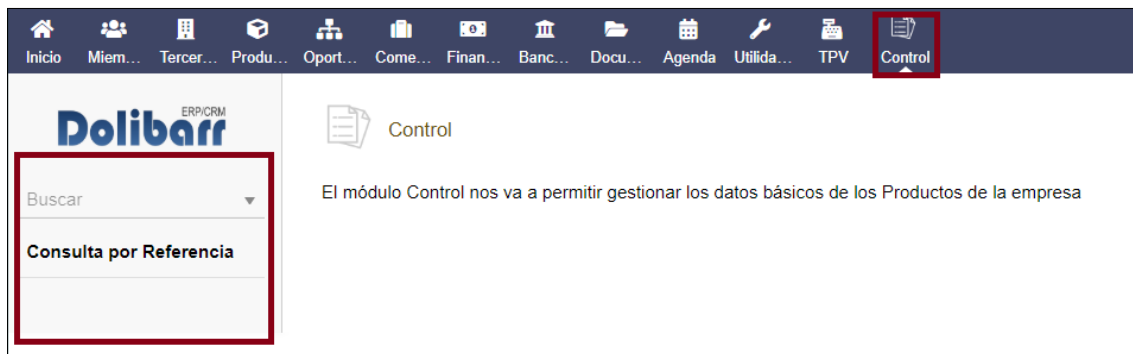 Inicio Miem... Tercer... Produ... Oport... Come... Finan... Banc... Docu... Agenda Utilida... TPV Control
ERP/CRM
Dolibarr
Control
El módulo Control nos va a permitir gestionar los datos básicos de los Productos de la empresa
Buscar
Consulta por Referencia